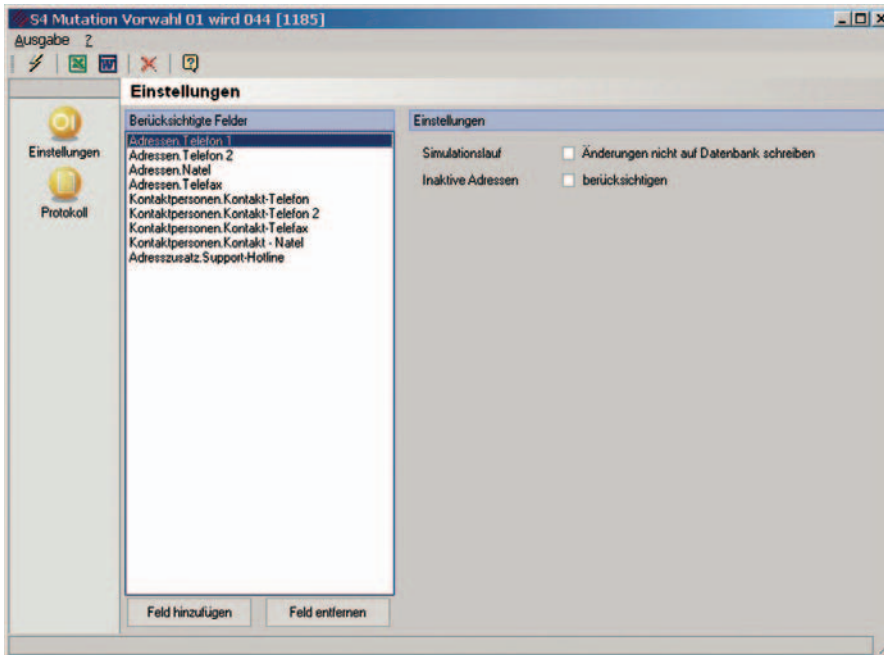 S4 Mutation Vorwahl 01 wird 044 [1185]
Ausgabe ?
Einstellungen
Einstellungen
Protokoll
Berücksichtigte Felder
Adressen.Telefon 1
Adressen.Telefon 2
Adressen.Natel
Adressen.Telefax
Kontaktpersonen.Kontakt-Telefon
Kontaktpersonen.Kontakt-Telefon 2
Kontaktpersonen.Kontakt-Telefax
Kontaktpersonen.Kontakt - Natel
Adresszusatz.Support-Hotline
Feld hinzufügen Feld entfernen
Einstellungen
Simulationslauf Änderungen nicht auf Datenbank schreiben
Inaktive Adressen berücksichtigen